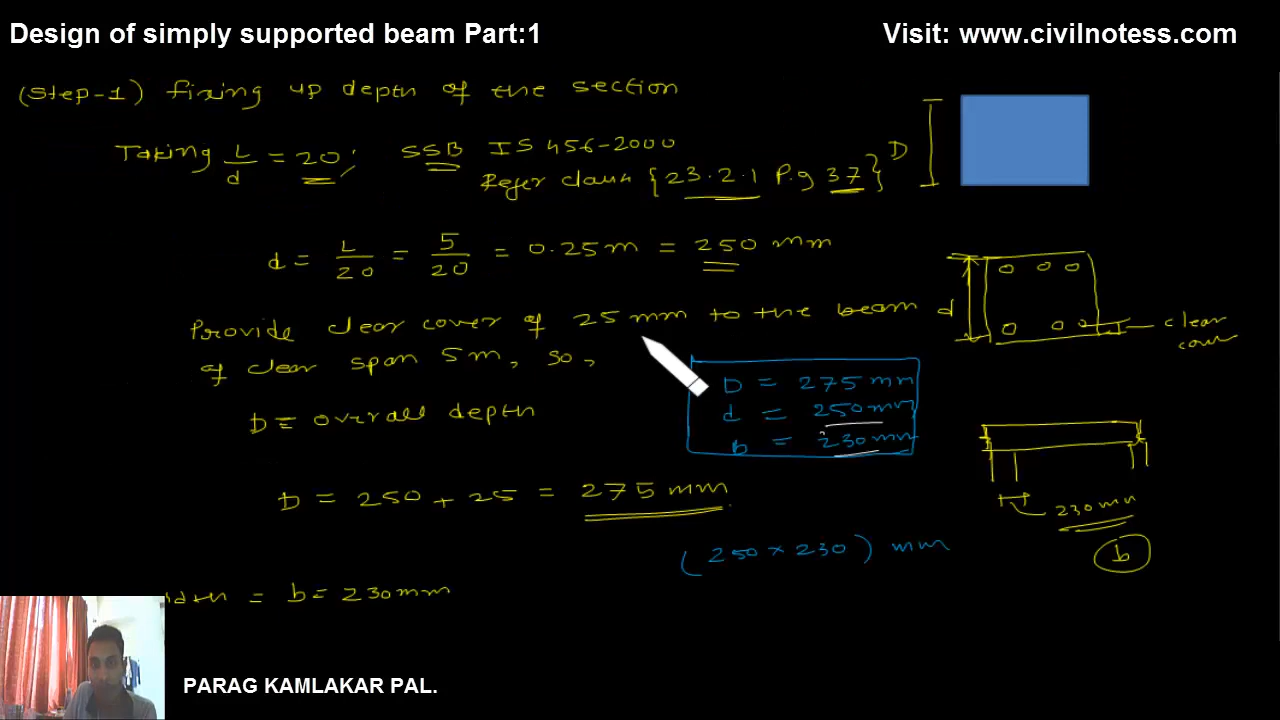 Design of simply supported beam Part:1
Visit: www.civilnotess.com
(Step-1) fixing up depth of the section
Taking L/d = 20; SSB IS 456-2000
Refer clause {23.2.1 P.g 37}
D
d = L/20 = 5/20 = 0.25m = 250 mm
Provide clear cover of 25 mm to the beam
of clear span 5m, so,
d
clear
cover
D = overall depth
D = 275 mm
d = 250 mm
b = 230 mm
D = 250 + 25 = 275 mm
230 mm
b
(250 × 230) mm
= b = 230 mm
PARAG KAMLAKAR PAL.